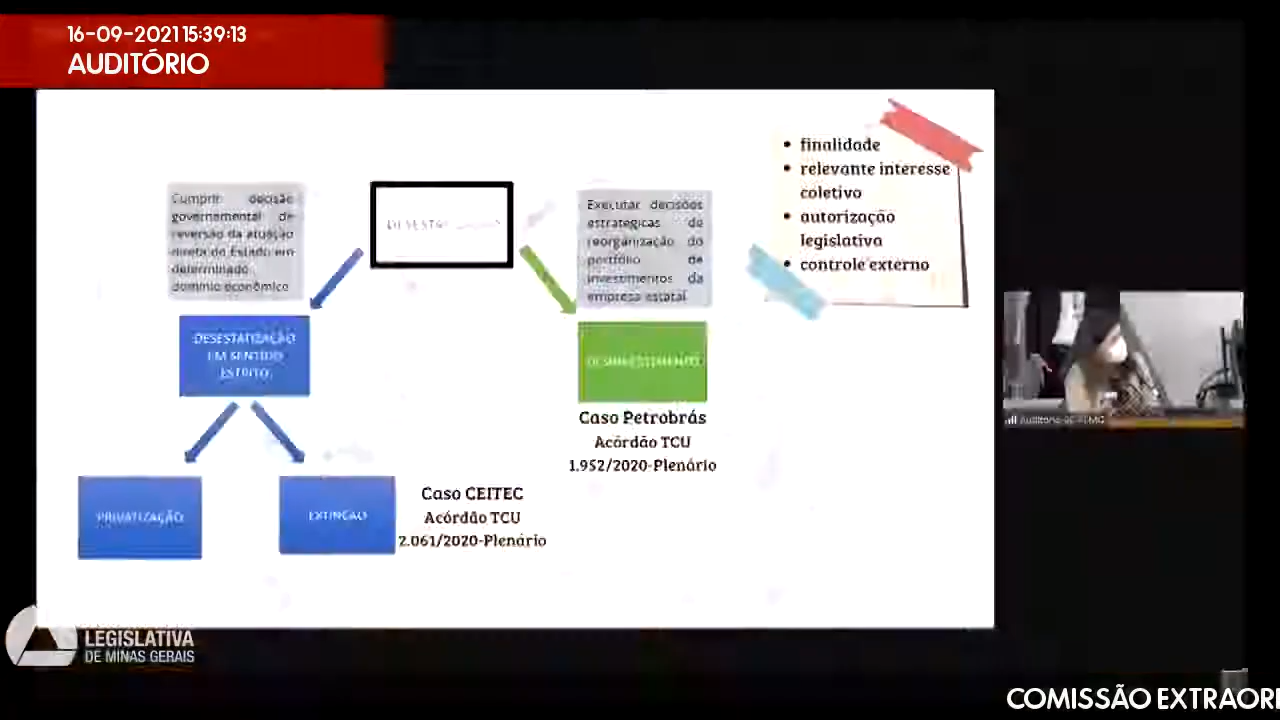 16-09-2021 15:39:13
AUDITÓRIO
finalidade
relevante interesse
coletivo
autorização
legislativa
controle externo
Cumprir decisão
governamental de
reversão da atuação
direta do Estado em
determinado
domínio econômico
Executar decisões
estratégicas de
reorganização do
portfólio de
investimentos da
empresa estatal
DESESTATIZAÇÃO
EM SENTIDO
ESTRITO
DESINVESTIMENTO
Caso Petrobrás
Acórdão TCU
1.952/2020-Plenário
PRIVATIZAÇÃO
EXTINÇÃO
Caso CEITEC
Acórdão TCU
2.061/2020-Plenário
LEGISLATIVA
DE MINAS GERAIS
COMISSÃO EXTRAOR